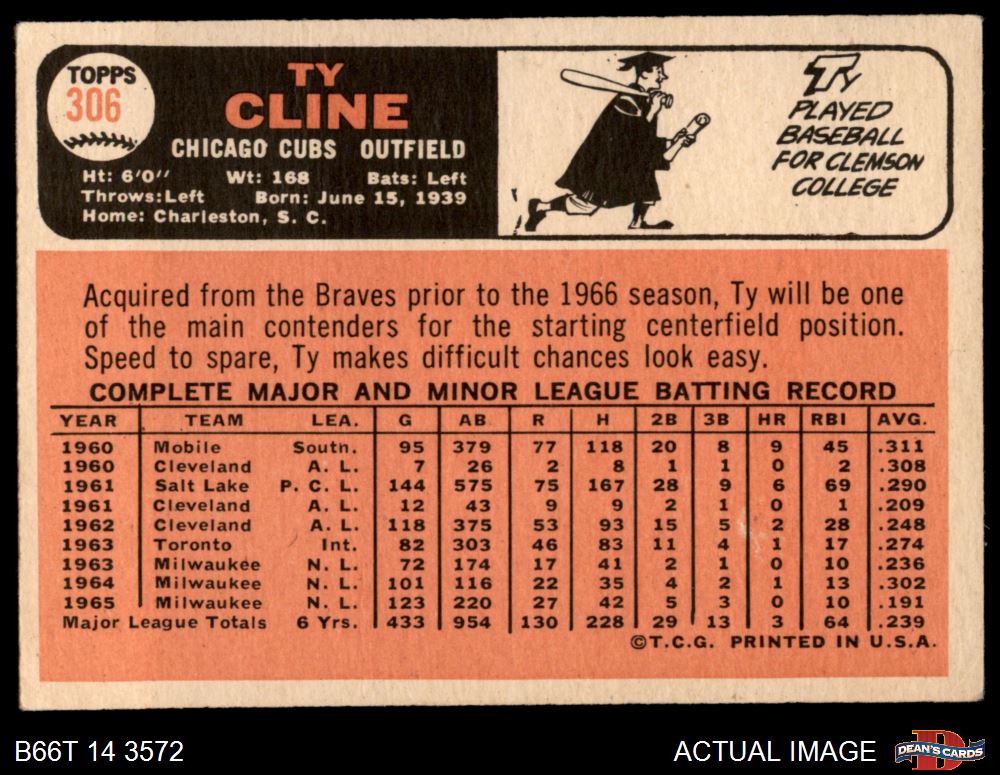 TOPPS
306
TY
CLINE
CHICAGO CUBS OUTFIELD
Ht: 6'0" Wt: 168 Bats: Left
Throws:Left Born: June 15, 1939
Home: Charleston, S. C.
TY
PLAYED
BASEBALL
FOR CLEMSON
COLLEGE
Acquired from the Braves prior to the 1966 season, Ty will be one
of the main contenders for the starting centerfield position.
Speed to spare, Ty makes difficult chances look easy.
COMPLETE MAJOR AND MINOR LEAGUE BATTING RECORD
YEAR TEAM LEA. G AB R H 2B 3B HR RBI AVG.
1960 Mobile South. 95 379 77 118 20 8 9 45 .311
1960 Cleveland A. L. 7 26 2 8 1 1 0 2 .308
1961 Salt Lake P. C. L. 144 575 75 167 28 9 6 69 .290
1961 Cleveland A. L. 12 43 9 9 2 1 0 1 .209
1962 Cleveland A. L. 118 375 53 93 15 5 2 28 .248
1963 Toronto Int. 82 303 46 83 11 4 1 17 .274
1963 Milwaukee N. L. 72 174 17 41 2 1 0 10 .236
1964 Milwaukee N. L. 101 116 22 35 4 2 1 13 .302
1965 Milwaukee N. L. 123 220 27 42 5 3 0 10 .191
Major League Totals 6 Yrs. 433 954 130 228 29 13 3 64 .239
©T.C.G. PRINTED IN U.S.A.
B66T 14 3572
ACTUAL IMAGE
DEAN'S CARDS